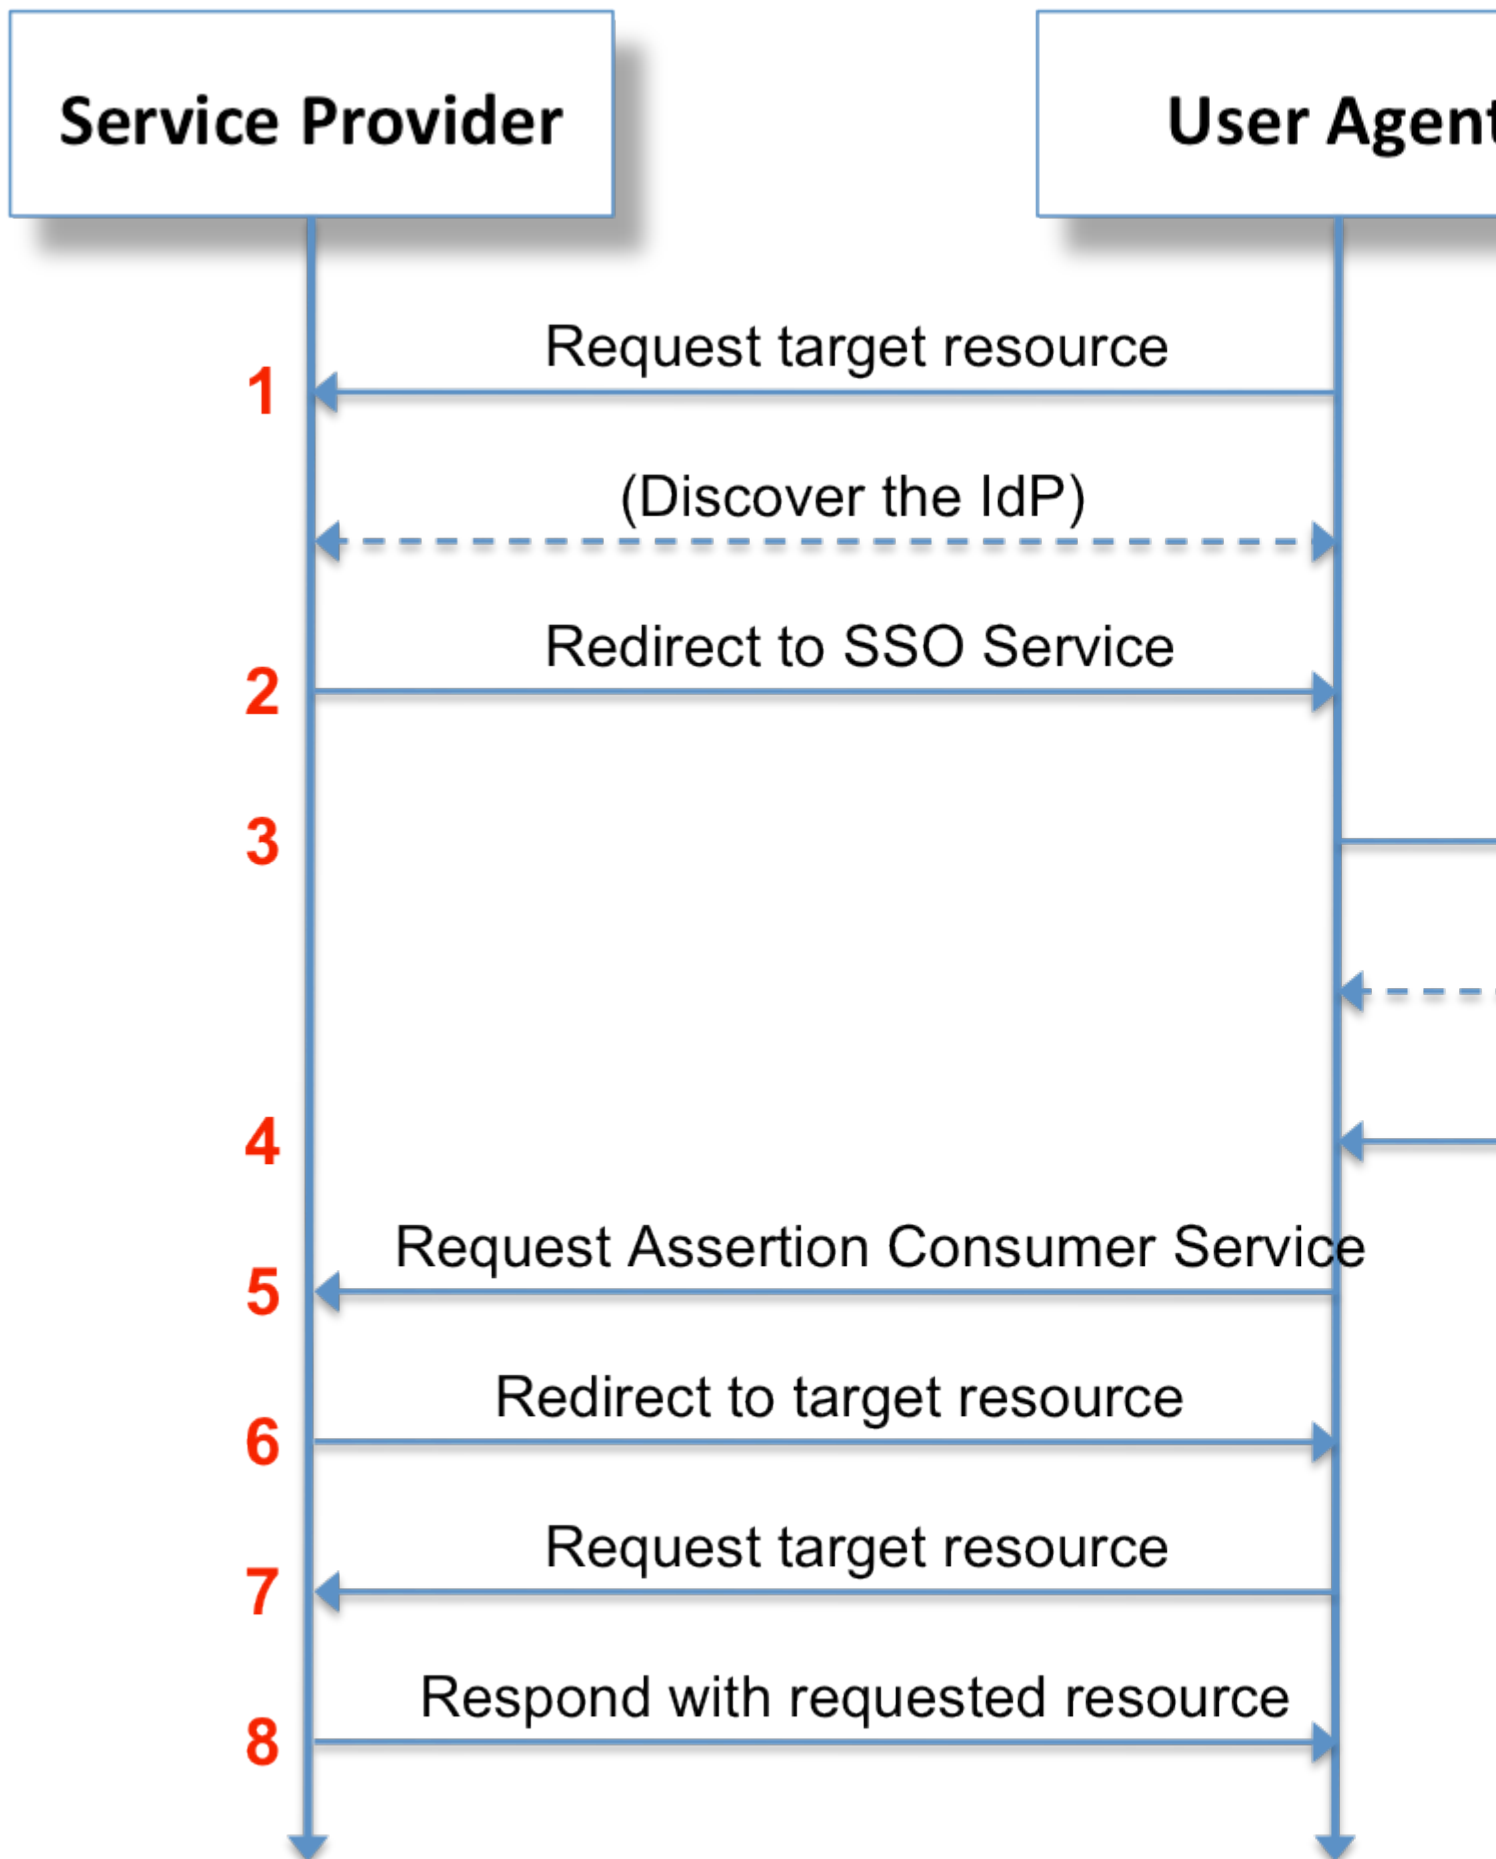 Service Provider
User Agent
1
Request target resource
(Discover the IdP)
2
Redirect to SSO Service
3
4
5
Request Assertion Consumer Service
6
Redirect to target resource
7
Request target resource
8
Respond with requested resource